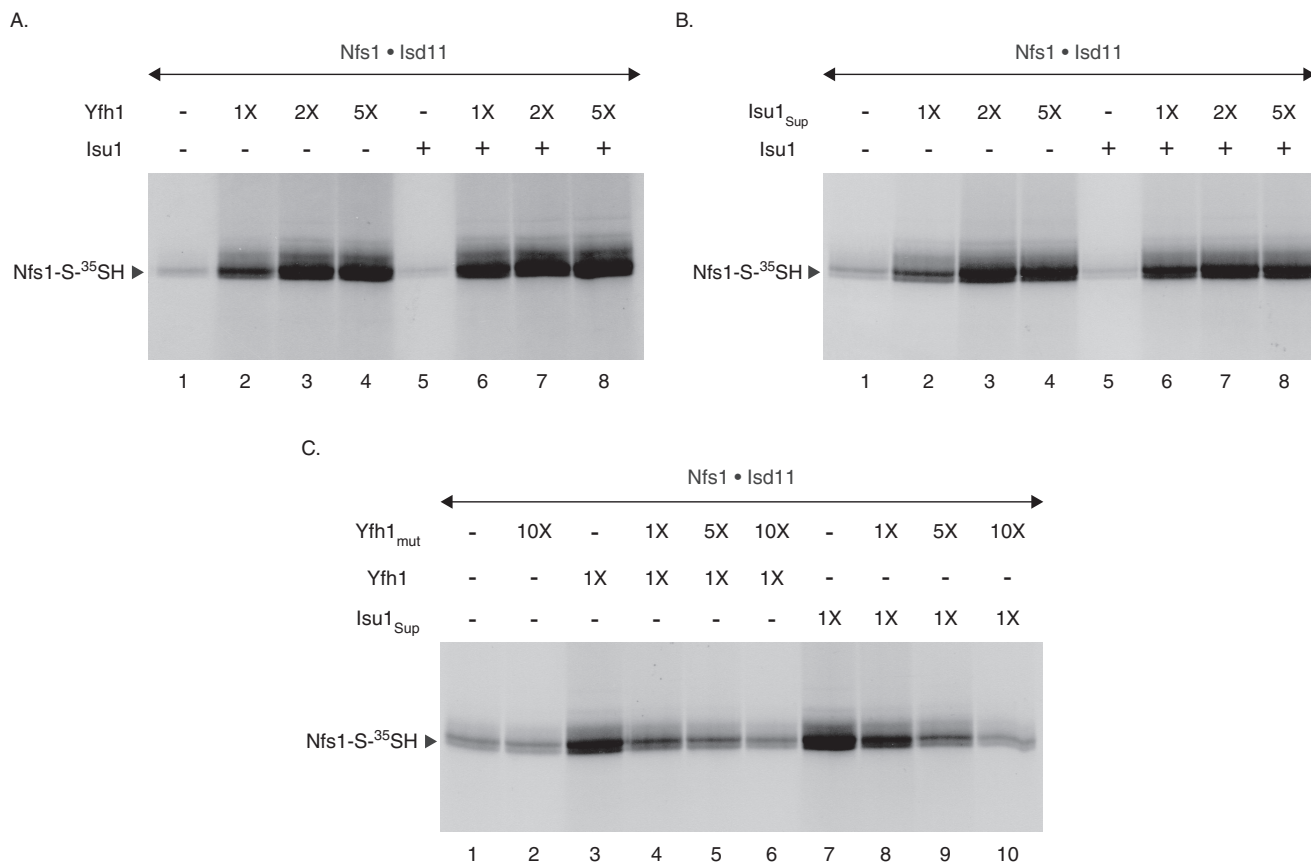 A.
Nfs1 • Isd11
Yfh1 - 1X 2X 5X - 1X 2X 5X
Isu1 - - - - + + + +
Nfs1-S-³⁵SH
1 2 3 4 5 6 7 8
B.
Nfs1 • Isd11
Isu1Sup - 1X 2X 5X - 1X 2X 5X
Isu1 - - - - + + + +
Nfs1-S-³⁵SH
1 2 3 4 5 6 7 8
C.
Nfs1 • Isd11
Yfh1mut - 10X - 1X 5X 10X - 1X 5X 10X
Yfh1 - - 1X 1X 1X 1X - - - -
Isu1Sup - - - - - - 1X 1X 1X 1X
Nfs1-S-³⁵SH
1 2 3 4 5 6 7 8 9 10